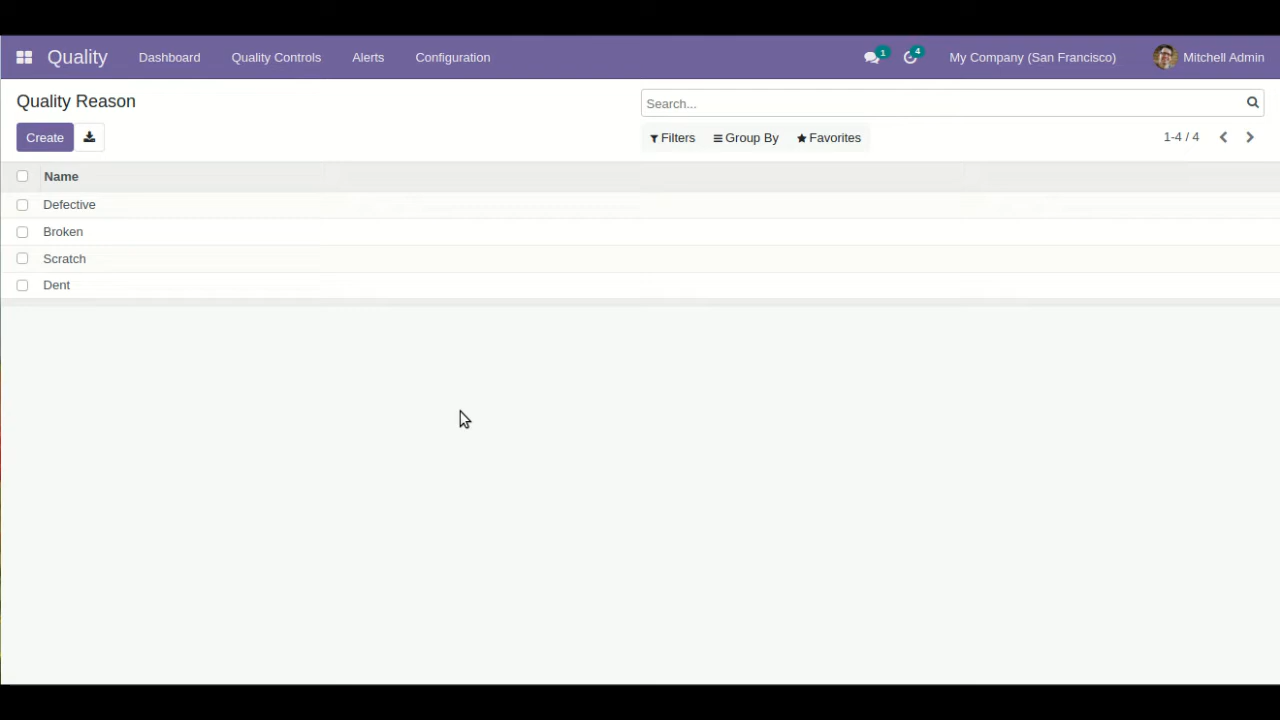 Quality Dashboard Quality Controls Alerts Configuration 1 4 My Company (San Francisco) Mitchell Admin
Quality Reason Search...
Create Filters Group By Favorites 1-4 / 4
Name
Defective
Broken
Scratch
Dent